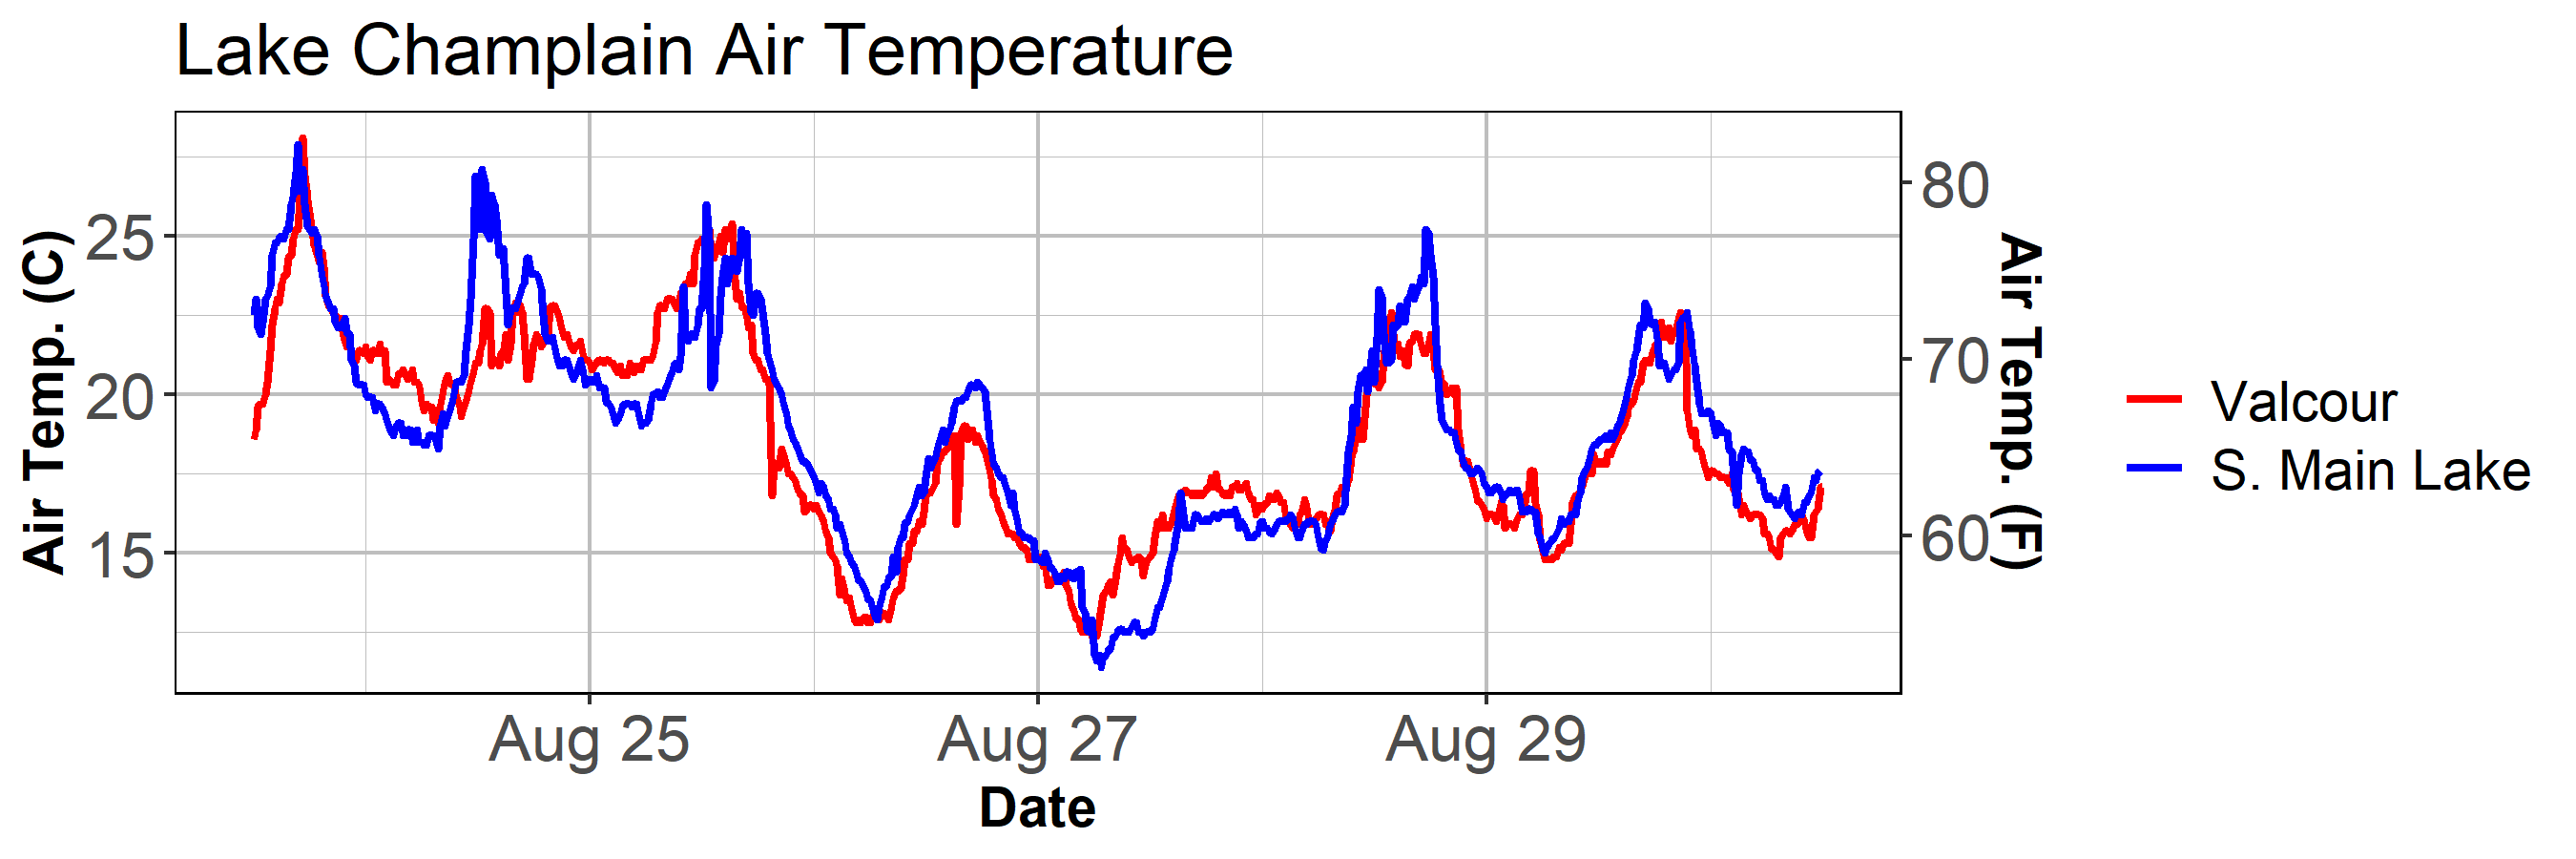 Lake Champlain Air Temperature
Air Temp. (C)
25
20
15
80
70
60
Air Temp. (F)
Aug 25
Aug 27
Aug 29
Date
Valcour
S. Main Lake